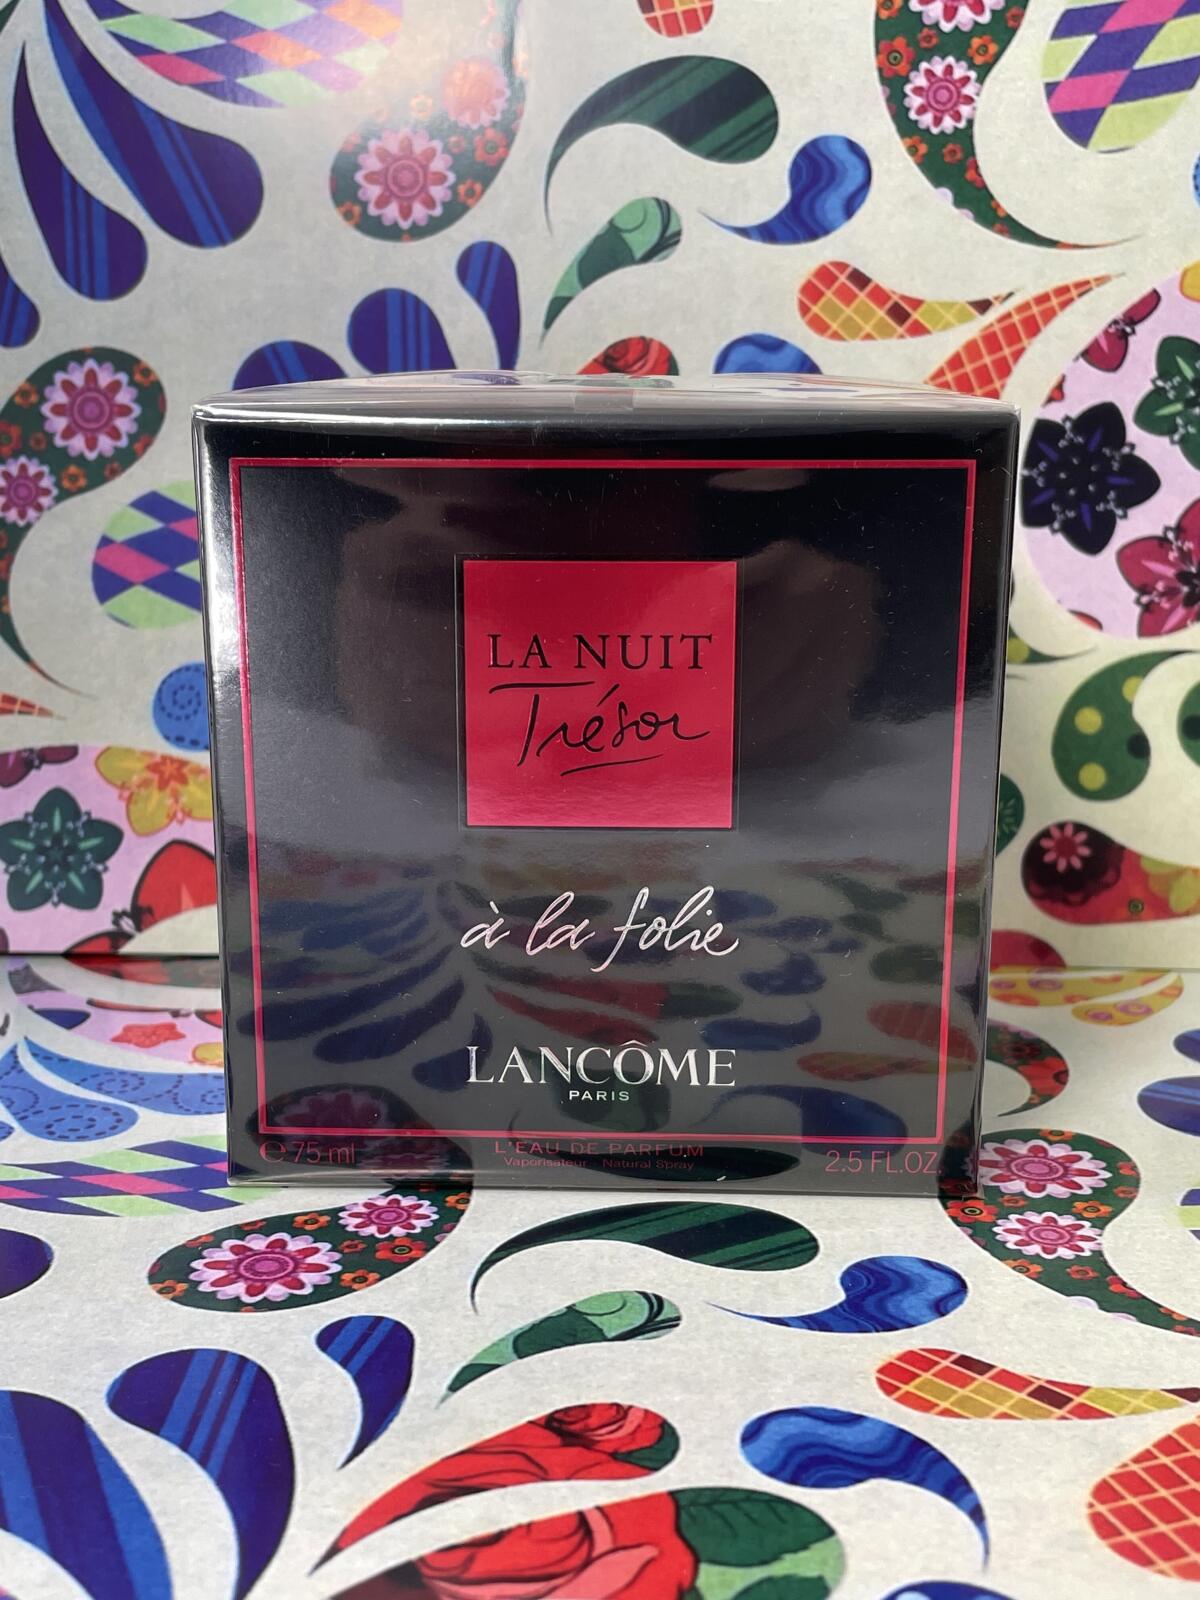 LA NUIT
Trésor
à la folie
LANCÔME
PARIS
℮ 75 ml
L'EAU DE PARFUM
Vaporisateur - Natural Spray
2.5 FL.OZ.